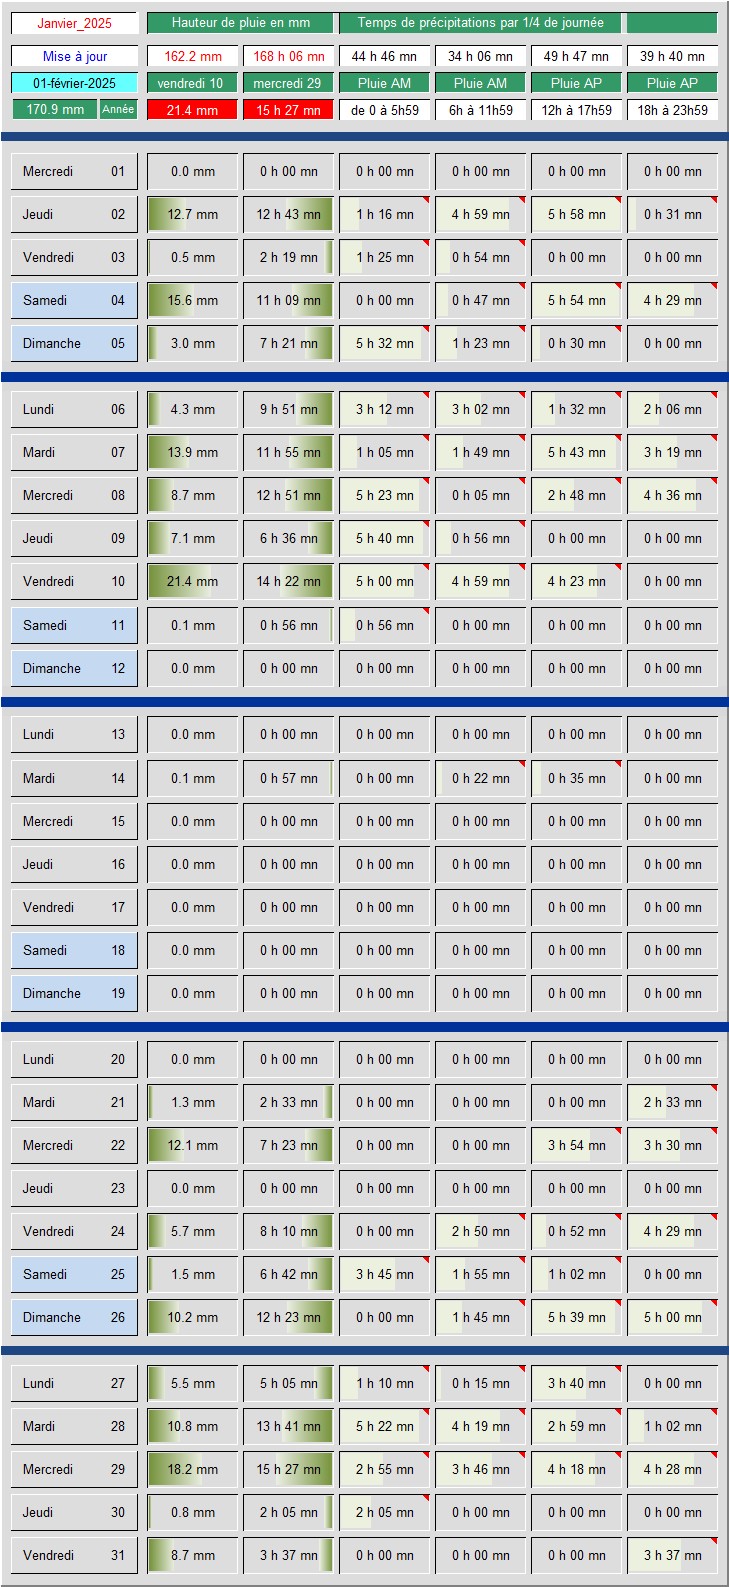 Janvier_2025 Hauteur de pluie en mm Temps de précipitations par 1/4 de journée
Mise à jour 162.2 mm 168 h 06 mn 44 h 46 mn 34 h 06 mn 49 h 47 mn 39 h 40 mn
01-février-2025 vendredi 10 mercredi 29 Pluie AM Pluie AM Pluie AP Pluie AP
170.9 mm Année 21.4 mm 15 h 27 mn de 0 à 5h59 6h à 11h59 12h à 17h59 18h à 23h59
Mercredi 01 0.0 mm 0 h 00 mn 0 h 00 mn 0 h 00 mn 0 h 00 mn 0 h 00 mn
Jeudi 02 12.7 mm 12 h 43 mn 1 h 16 mn 4 h 59 mn 5 h 58 mn 0 h 31 mn
Vendredi 03 0.5 mm 2 h 19 mn 1 h 25 mn 0 h 54 mn 0 h 00 mn 0 h 00 mn
Samedi 04 15.6 mm 11 h 09 mn 0 h 00 mn 0 h 47 mn 5 h 54 mn 4 h 29 mn
Dimanche 05 3.0 mm 7 h 21 mn 5 h 32 mn 1 h 23 mn 0 h 30 mn 0 h 00 mn
Lundi 06 4.3 mm 9 h 51 mn 3 h 12 mn 3 h 02 mn 1 h 32 mn 2 h 06 mn
Mardi 07 13.9 mm 11 h 55 mn 1 h 05 mn 1 h 49 mn 5 h 43 mn 3 h 19 mn
Mercredi 08 8.7 mm 12 h 51 mn 5 h 23 mn 0 h 05 mn 2 h 48 mn 4 h 36 mn
Jeudi 09 7.1 mm 6 h 36 mn 5 h 40 mn 0 h 56 mn 0 h 00 mn 0 h 00 mn
Vendredi 10 21.4 mm 14 h 22 mn 5 h 00 mn 4 h 59 mn 4 h 23 mn 0 h 00 mn
Samedi 11 0.1 mm 0 h 56 mn 0 h 56 mn 0 h 00 mn 0 h 00 mn 0 h 00 mn
Dimanche 12 0.0 mm 0 h 00 mn 0 h 00 mn 0 h 00 mn 0 h 00 mn 0 h 00 mn
Lundi 13 0.0 mm 0 h 00 mn 0 h 00 mn 0 h 00 mn 0 h 00 mn 0 h 00 mn
Mardi 14 0.1 mm 0 h 57 mn 0 h 00 mn 0 h 22 mn 0 h 35 mn 0 h 00 mn
Mercredi 15 0.0 mm 0 h 00 mn 0 h 00 mn 0 h 00 mn 0 h 00 mn 0 h 00 mn
Jeudi 16 0.0 mm 0 h 00 mn 0 h 00 mn 0 h 00 mn 0 h 00 mn 0 h 00 mn
Vendredi 17 0.0 mm 0 h 00 mn 0 h 00 mn 0 h 00 mn 0 h 00 mn 0 h 00 mn
Samedi 18 0.0 mm 0 h 00 mn 0 h 00 mn 0 h 00 mn 0 h 00 mn 0 h 00 mn
Dimanche 19 0.0 mm 0 h 00 mn 0 h 00 mn 0 h 00 mn 0 h 00 mn 0 h 00 mn
Lundi 20 0.0 mm 0 h 00 mn 0 h 00 mn 0 h 00 mn 0 h 00 mn 0 h 00 mn
Mardi 21 1.3 mm 2 h 33 mn 0 h 00 mn 0 h 00 mn 0 h 00 mn 2 h 33 mn
Mercredi 22 12.1 mm 7 h 23 mn 0 h 00 mn 0 h 00 mn 3 h 54 mn 3 h 30 mn
Jeudi 23 0.0 mm 0 h 00 mn 0 h 00 mn 0 h 00 mn 0 h 00 mn 0 h 00 mn
Vendredi 24 5.7 mm 8 h 10 mn 0 h 00 mn 2 h 50 mn 0 h 52 mn 4 h 29 mn
Samedi 25 1.5 mm 6 h 42 mn 3 h 45 mn 1 h 55 mn 1 h 02 mn 0 h 00 mn
Dimanche 26 10.2 mm 12 h 23 mn 0 h 00 mn 1 h 45 mn 5 h 39 mn 5 h 00 mn
Lundi 27 5.5 mm 5 h 05 mn 1 h 10 mn 0 h 15 mn 3 h 40 mn 0 h 00 mn
Mardi 28 10.8 mm 13 h 41 mn 5 h 22 mn 4 h 19 mn 2 h 59 mn 1 h 02 mn
Mercredi 29 18.2 mm 15 h 27 mn 2 h 55 mn 3 h 46 mn 4 h 18 mn 4 h 28 mn
Jeudi 30 0.8 mm 2 h 05 mn 2 h 05 mn 0 h 00 mn 0 h 00 mn 0 h 00 mn
Vendredi 31 8.7 mm 3 h 37 mn 0 h 00 mn 0 h 00 mn 0 h 00 mn 3 h 37 mn